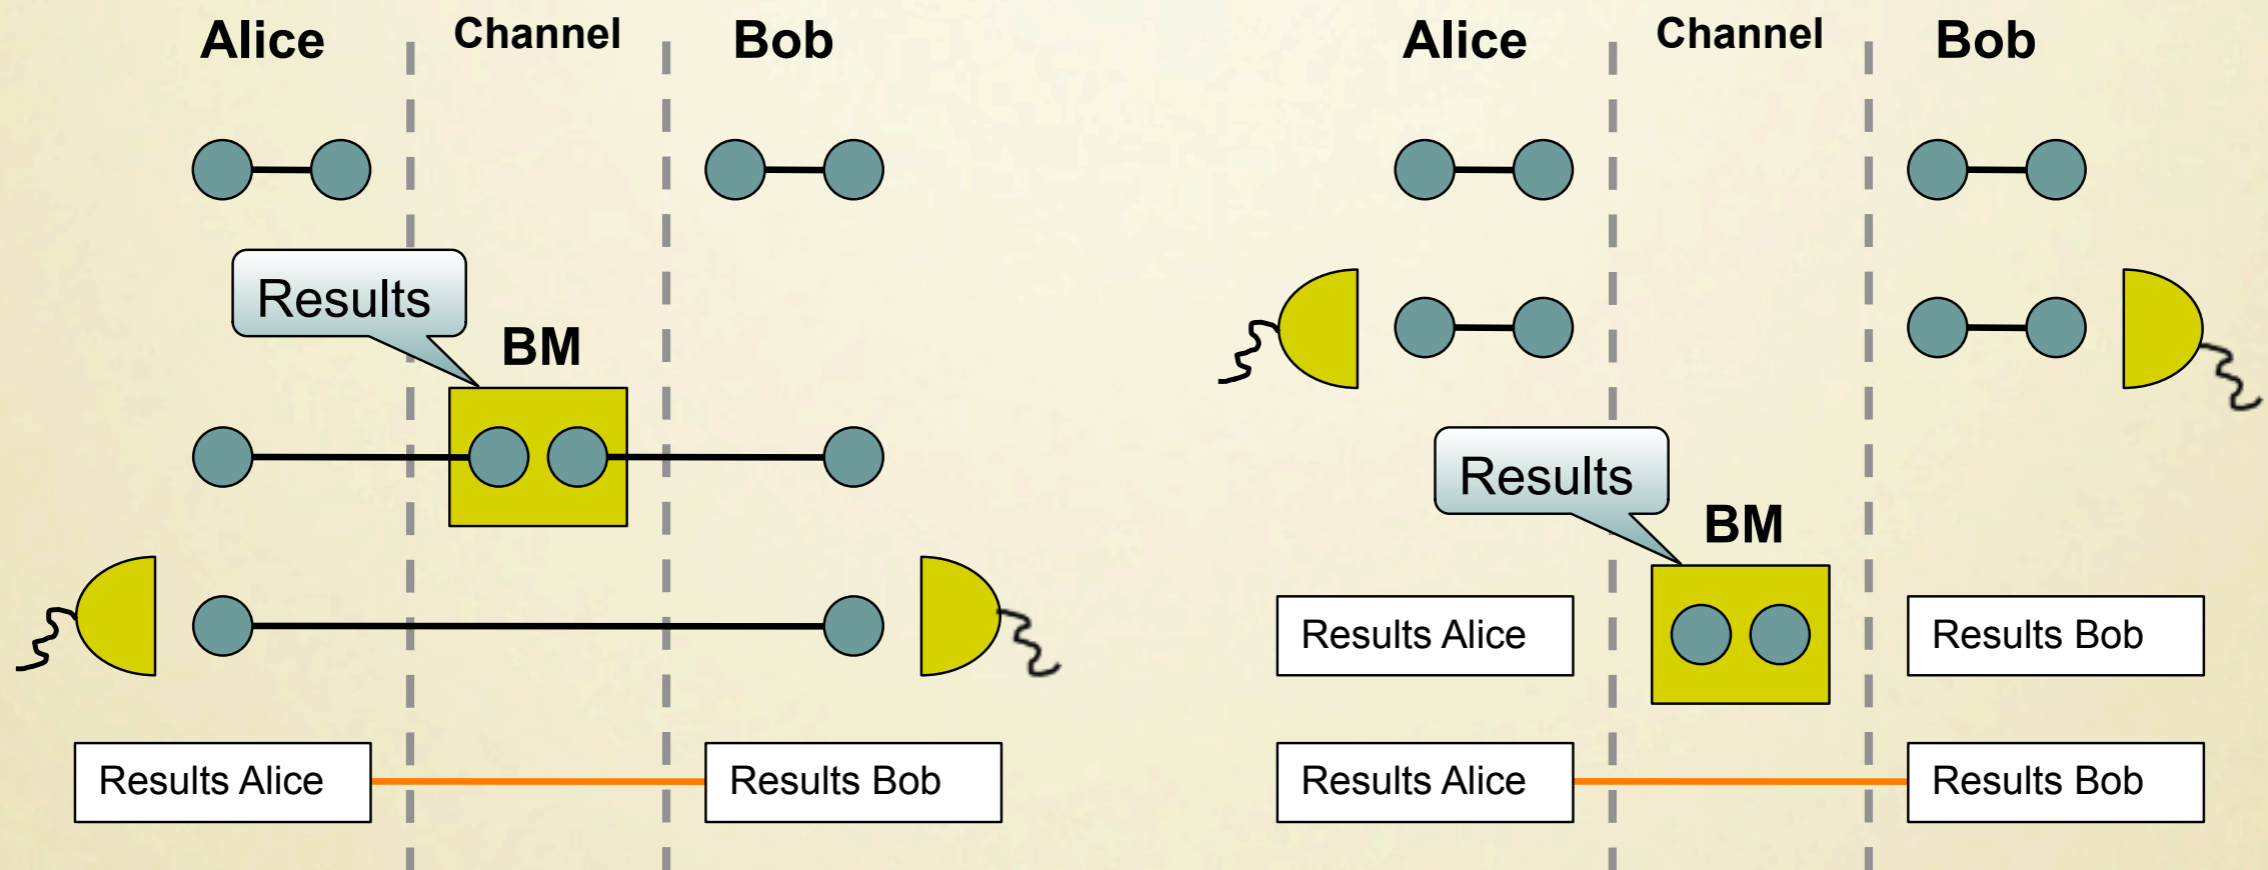 Alice
Channel
Bob
Results
BM
Results Alice
Results Bob
Alice
Channel
Bob
Results
BM
Results Alice
Results Bob
Results Alice
Results Bob